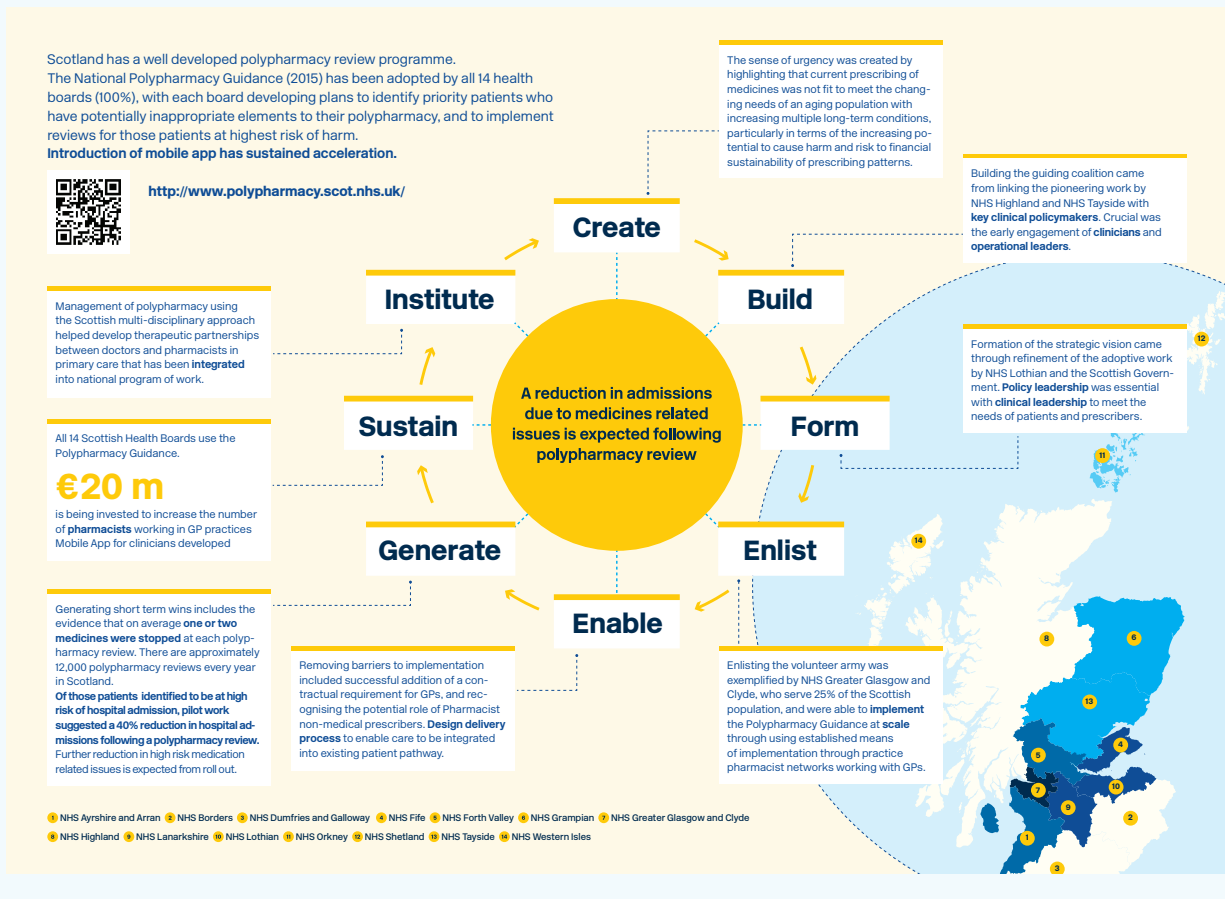 Scotland has a well developed polypharmacy review programme.
The National Polypharmacy Guidance (2015) has been adopted by all 14 health
boards (100%), with each board developing plans to identify priority patients who
have potentially inappropriate elements to their polypharmacy, and to implement
reviews for those patients at highest risk of harm.
Introduction of mobile app has sustained acceleration.
http://www.polypharmacy.scot.nhs.uk/
The sense of urgency was created by
highlighting that current prescribing of
medicines was not fit to meet the chang-
ing needs of an aging population with
increasing multiple long-term conditions,
particularly in terms of the increasing po-
tential to cause harm and risk to financial
sustainability of prescribing patterns.
Building the guiding coalition came
from linking the pioneering work by
NHS Highland and NHS Tayside with
key clinical policymakers. Crucial was
the early engagement of clinicians and
operational leaders.
Create
Institute
Build
Management of polypharmacy using
the Scottish multi-disciplinary approach
helped develop therapeutic partnerships
between doctors and pharmacists in
primary care that has been integrated
into national program of work.
Formation of the strategic vision came
through refinement of the adoptive work
by NHS Lothian and the Scottish Govern-
ment. Policy leadership was essential
with clinical leadership to meet the
needs of patients and prescribers.
12
A reduction in admissions
due to medicines related
issues is expected following
polypharmacy review
Sustain
Form
All 14 Scottish Health Boards use the
Polypharmacy Guidance.
€20 m
is being invested to increase the number
of pharmacists working in GP practices
Mobile App for clinicians developed
11
Generate
Enlist
14
Enable
Generating short term wins includes the
evidence that on average one or two
medicines were stopped at each polyp-
harmacy review. There are approximately
12,000 polypharmacy reviews every year
in Scotland.
Of those patients identified to be at high
risk of hospital admission, pilot work
suggested a 40% reduction in hospital ad-
missions following a polypharmacy review.
Further reduction in high risk medication
related issues is expected from roll out.
Removing barriers to implementation
included successful addition of a con-
tractual requirement for GPs, and rec-
ognising the potential role of Pharmacist
non-medical prescribers. Design delivery
process to enable care to be integrated
into existing patient pathway.
Enlisting the volunteer army was
exemplified by NHS Greater Glasgow and
Clyde, who serve 25% of the Scottish
population, and were able to implement
the Polypharmacy Guidance at scale
through using established means
of implementation through practice
pharmacist networks working with GPs.
8
6
13
4
5
7
10
9
2
1
3
1 NHS Ayrshire and Arran 2 NHS Borders 3 NHS Dumfries and Galloway 4 NHS Fife 5 NHS Forth Valley 6 NHS Grampian 7 NHS Greater Glasgow and Clyde
8 NHS Highland 9 NHS Lanarkshire 10 NHS Lothian 11 NHS Orkney 12 NHS Shetland 13 NHS Tayside 14 NHS Western Isles